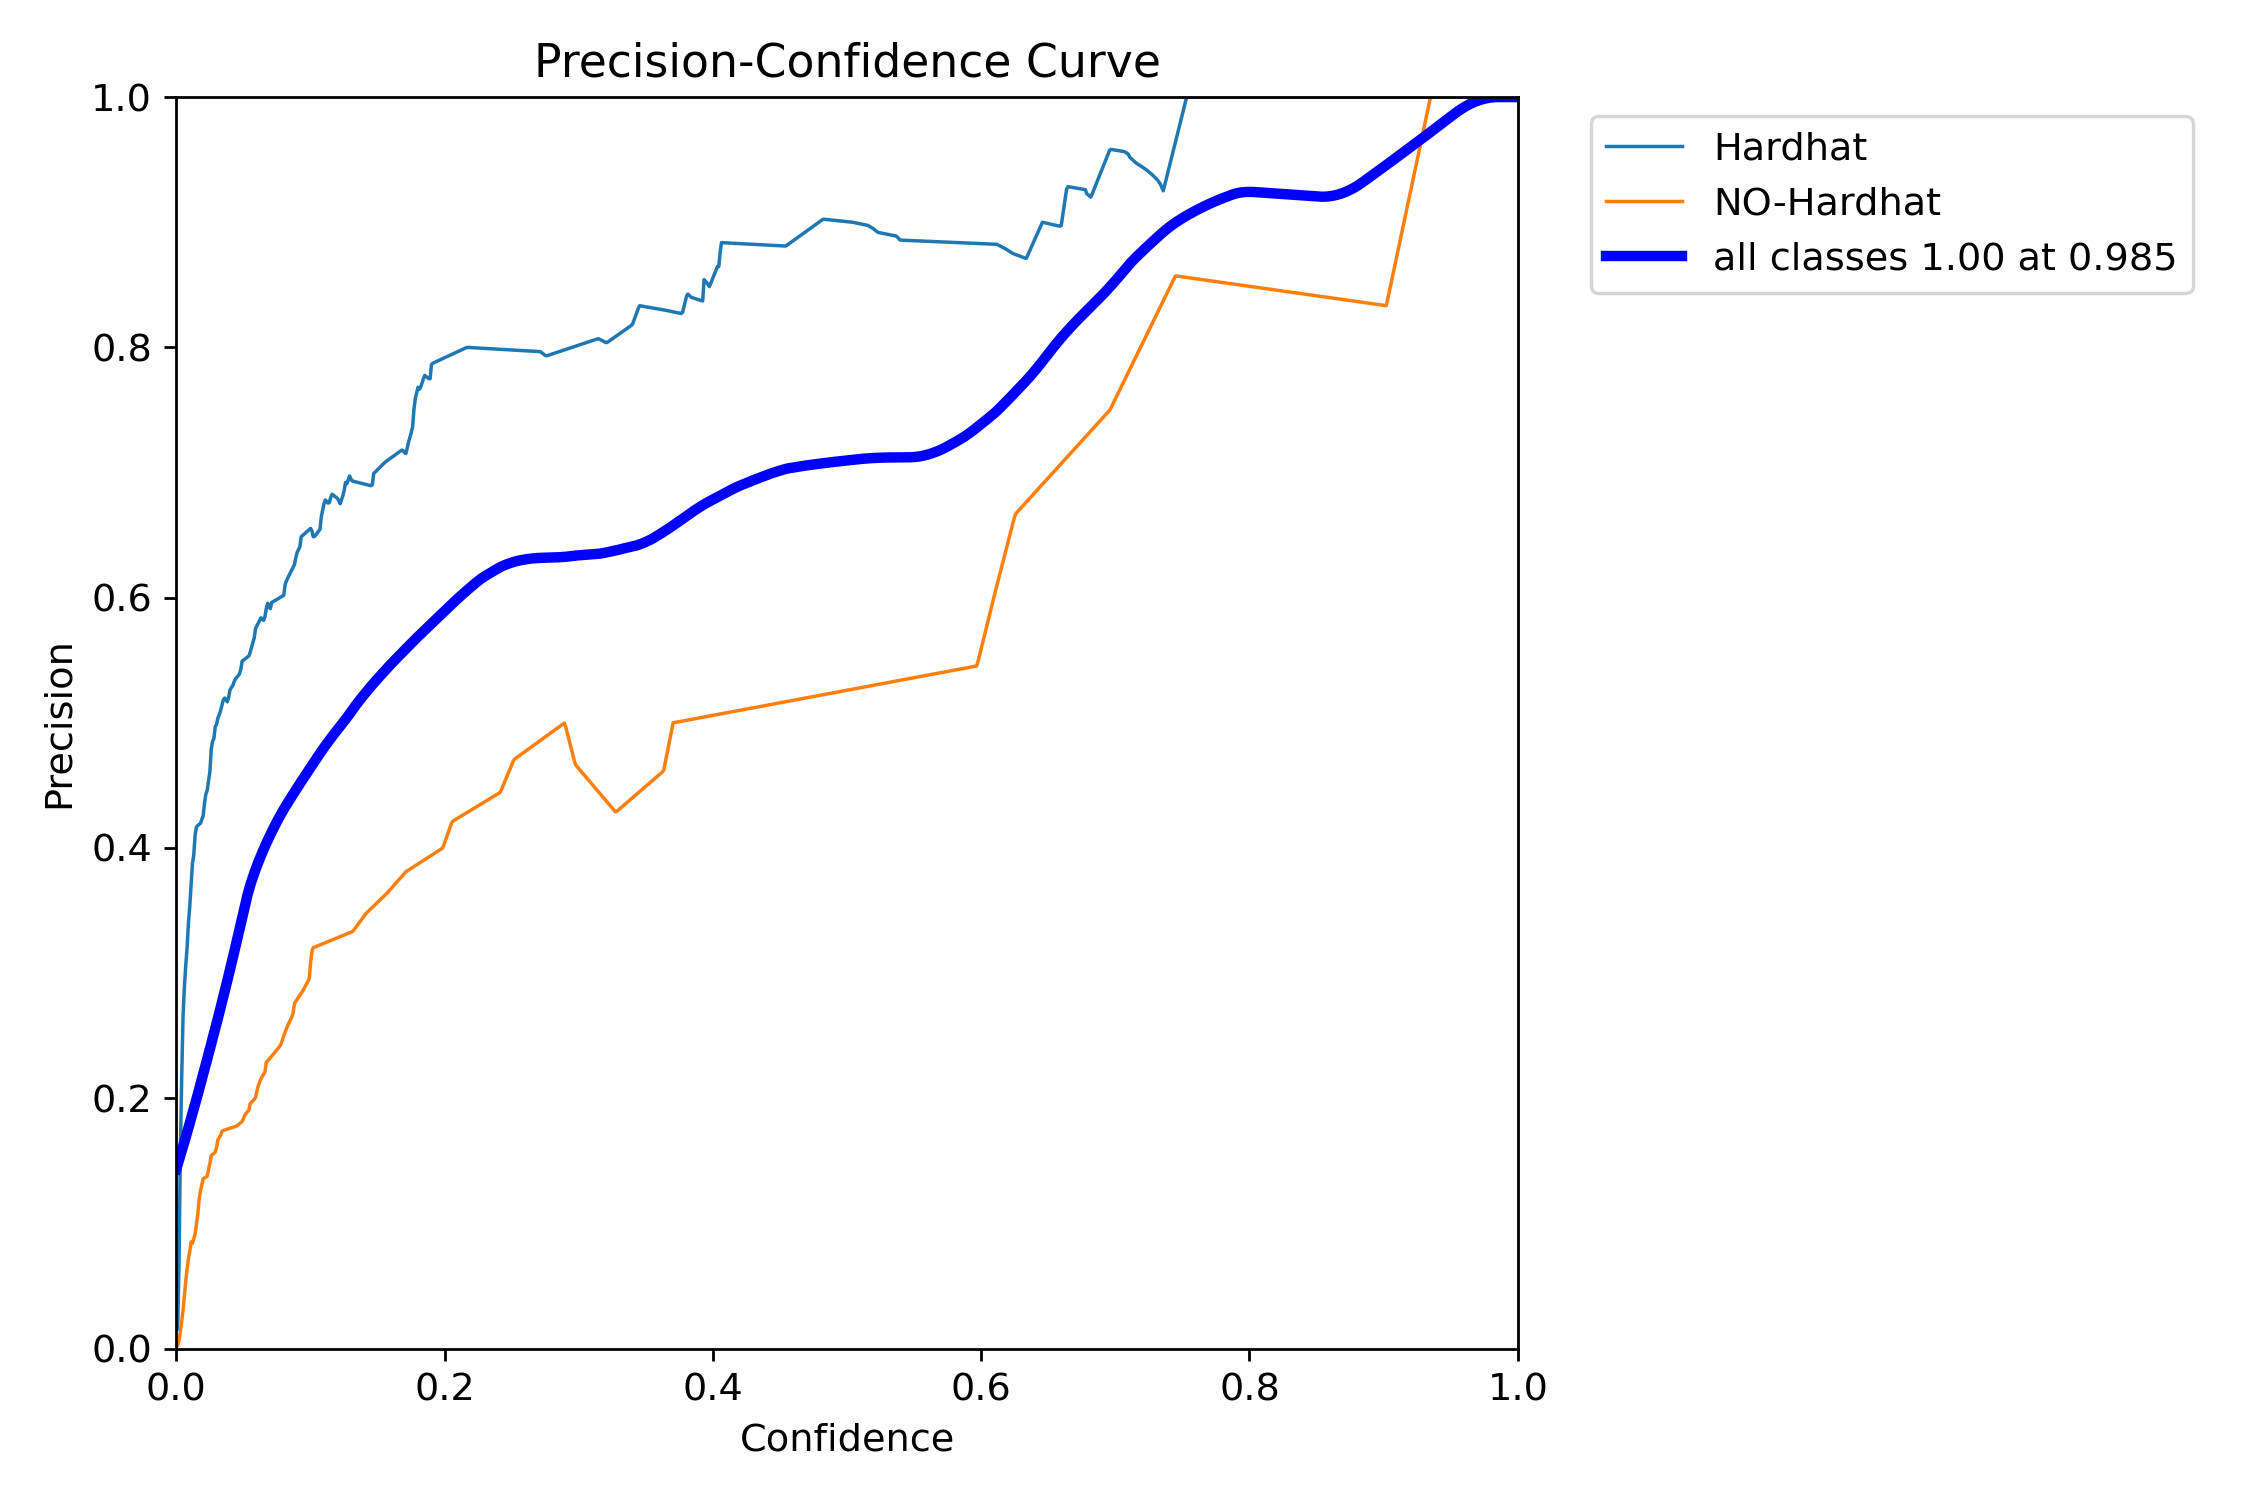 Precision-Confidence Curve
Hardhat
NO-Hardhat
all classes 1.00 at 0.985
Precision
1.0
0.8
0.6
0.4
0.2
0.0
0.0 0.2 0.4 0.6 0.8 1.0
Confidence